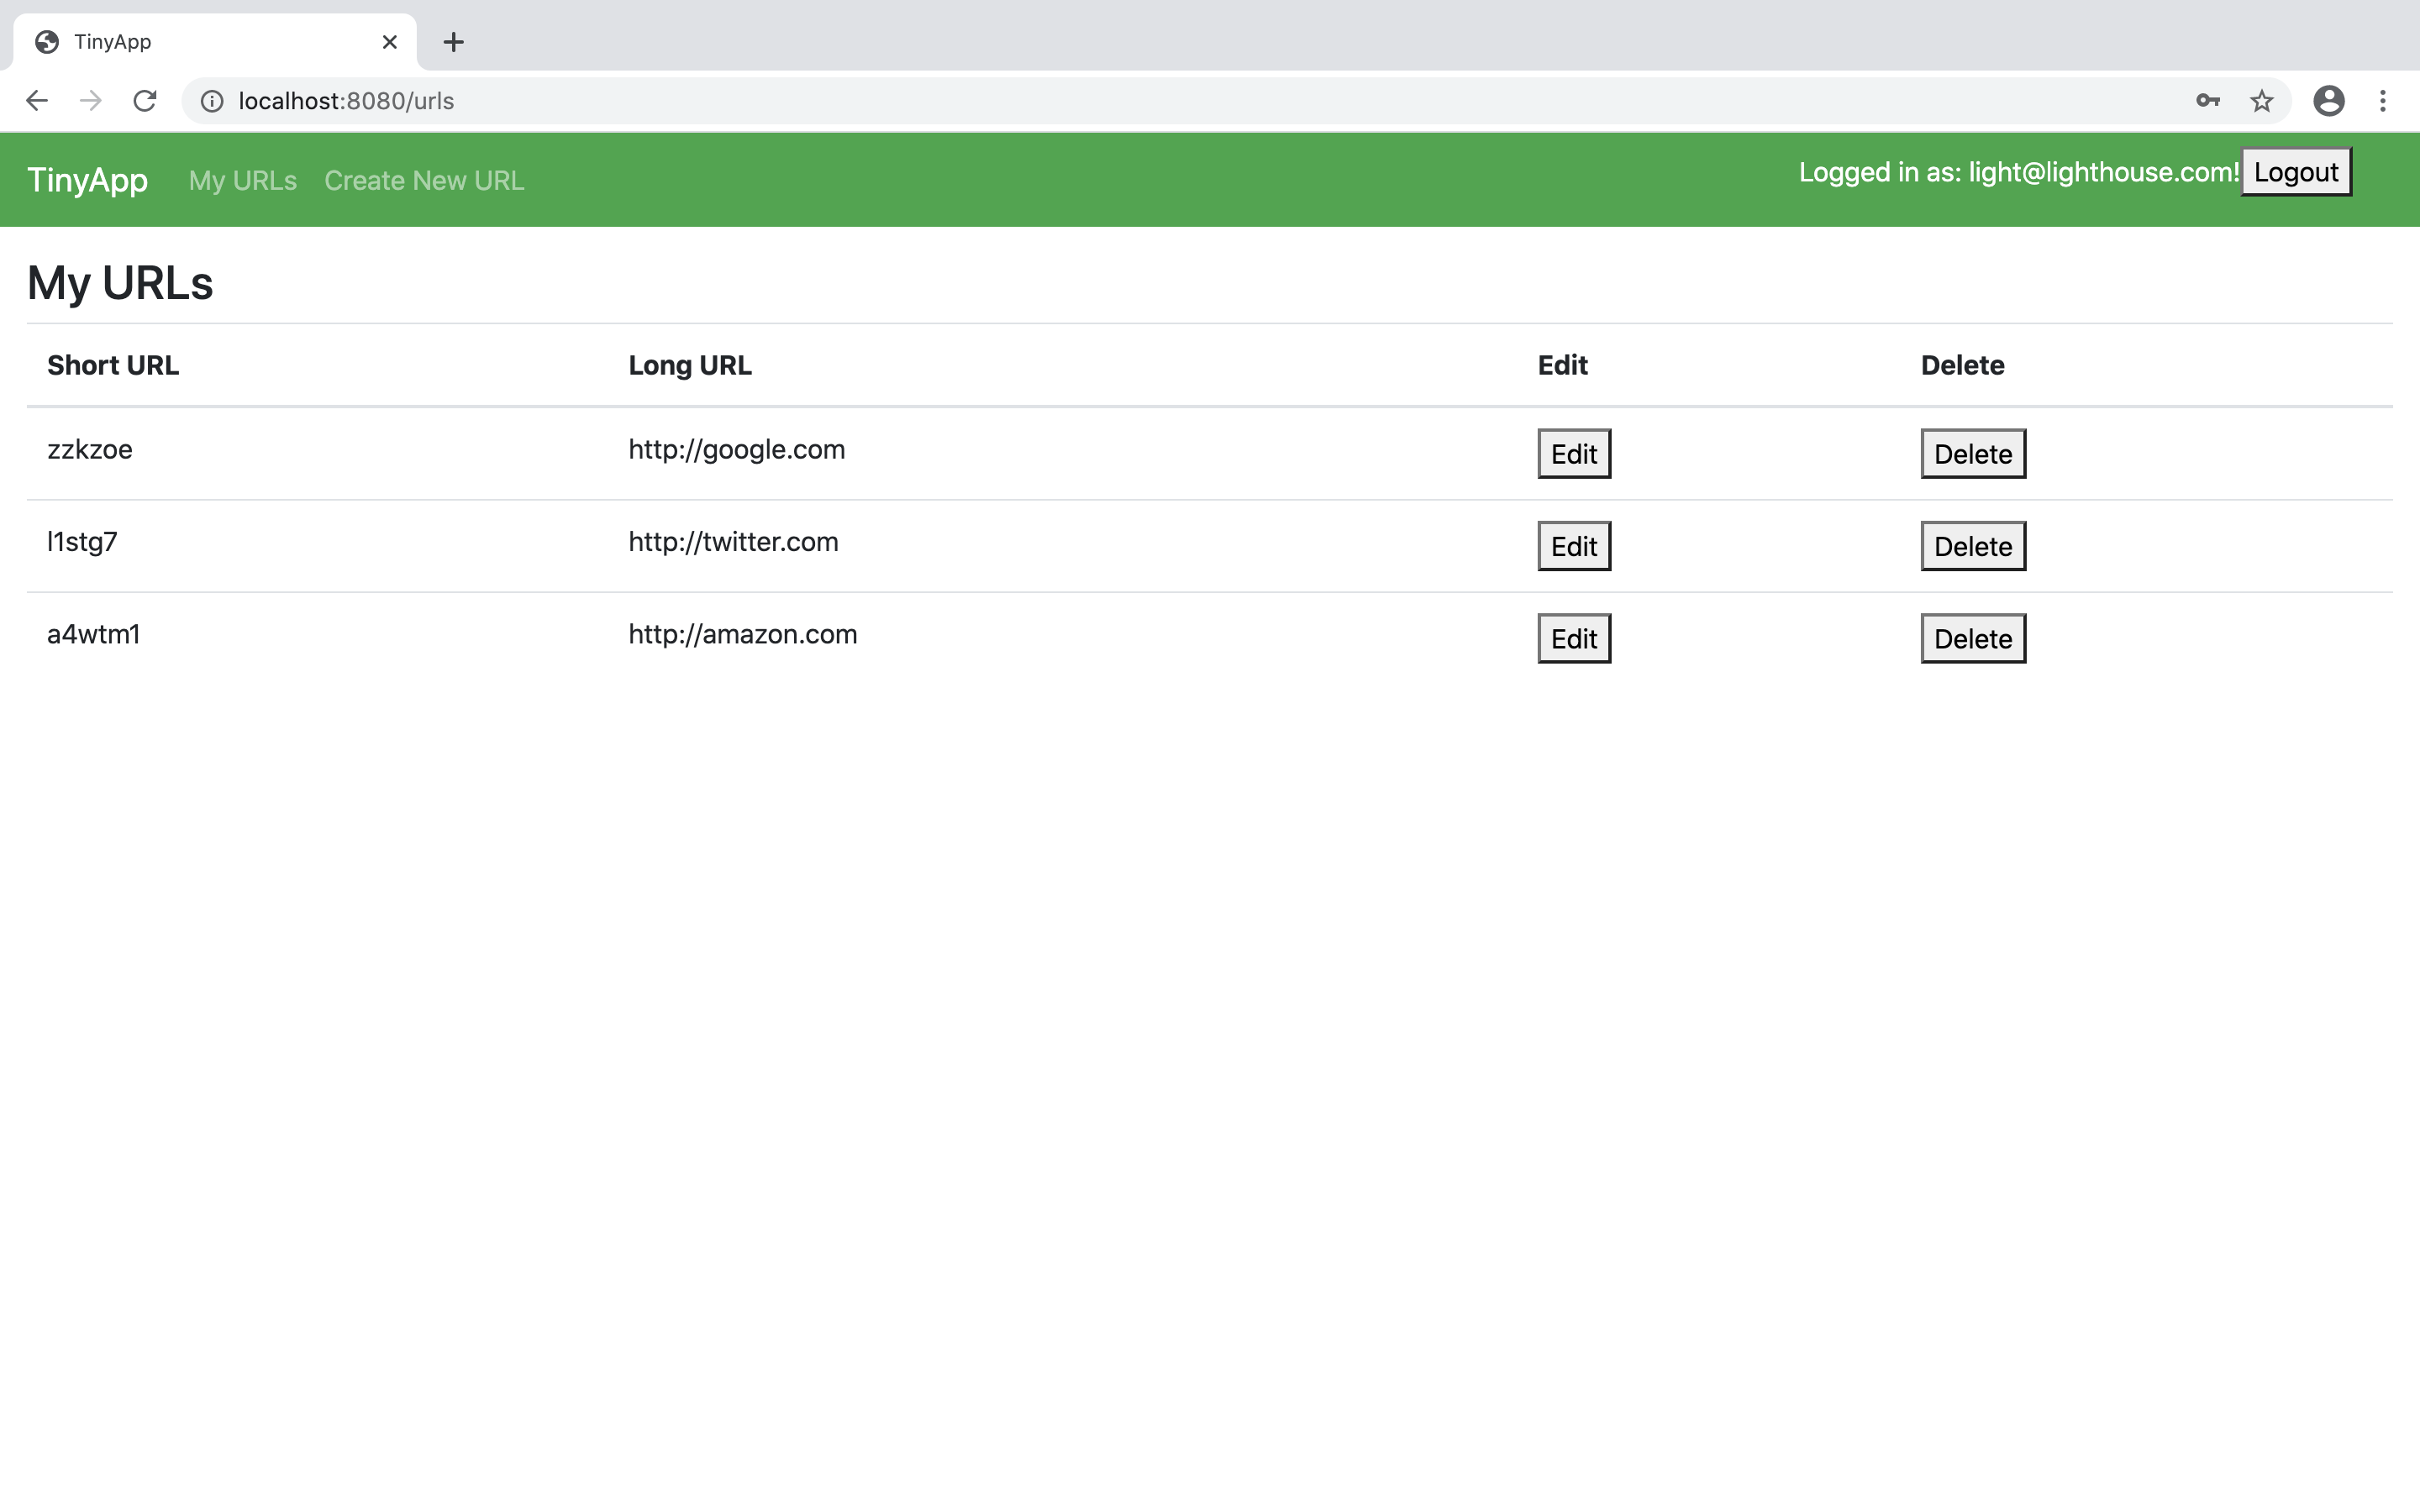 TinyApp
localhost:8080/urls
TinyApp My URLs Create New URL Logged in as: light@lighthouse.com! Logout
My URLs
Short URL Long URL Edit Delete
zzkzoe http://google.com Edit Delete
l1stg7 http://twitter.com Edit Delete
a4wtm1 http://amazon.com Edit Delete